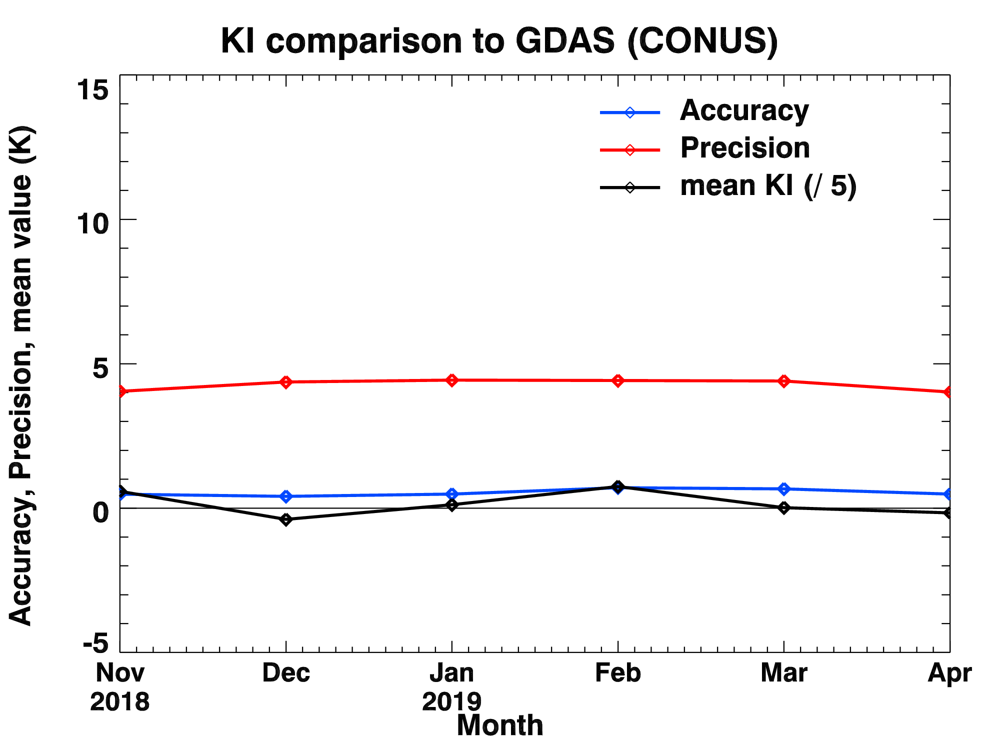 KI comparison to GDAS (CONUS)
Accuracy, Precision, mean value (K)
15
10
5
0
-5
Accuracy
Precision
mean KI (/ 5)
Nov Dec Jan Feb Mar Apr
2018 2019
Month